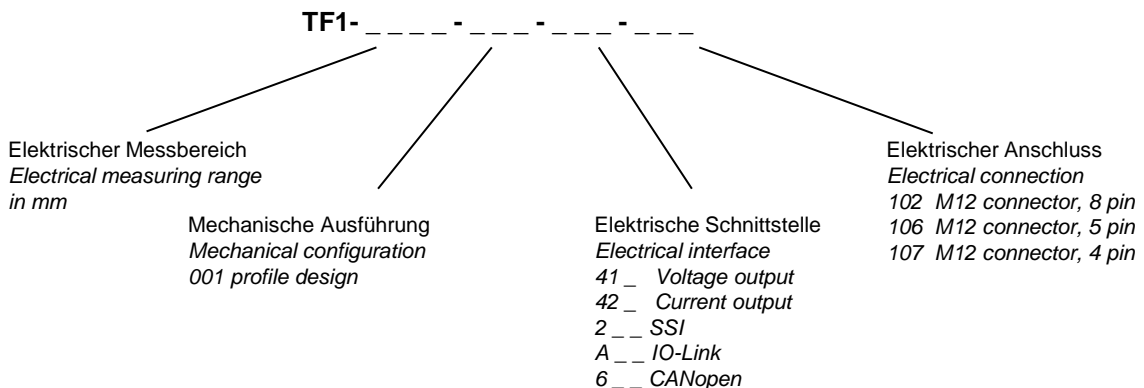 TF1- _ _ _ _ - _ _ _ - _ _ _ - _ _ _
Elektrischer Messbereich
Electrical measuring range
in mm
Mechanische Ausführung
Mechanical configuration
001 profile design
Elektrische Schnittstelle
Electrical interface
41 _ Voltage output
42 _ Current output
2 _ _ SSI
A _ _ IO-Link
6 _ _ CANopen
Elektrischer Anschluss
Electrical connection
102 M12 connector, 8 pin
106 M12 connector, 5 pin
107 M12 connector, 4 pin